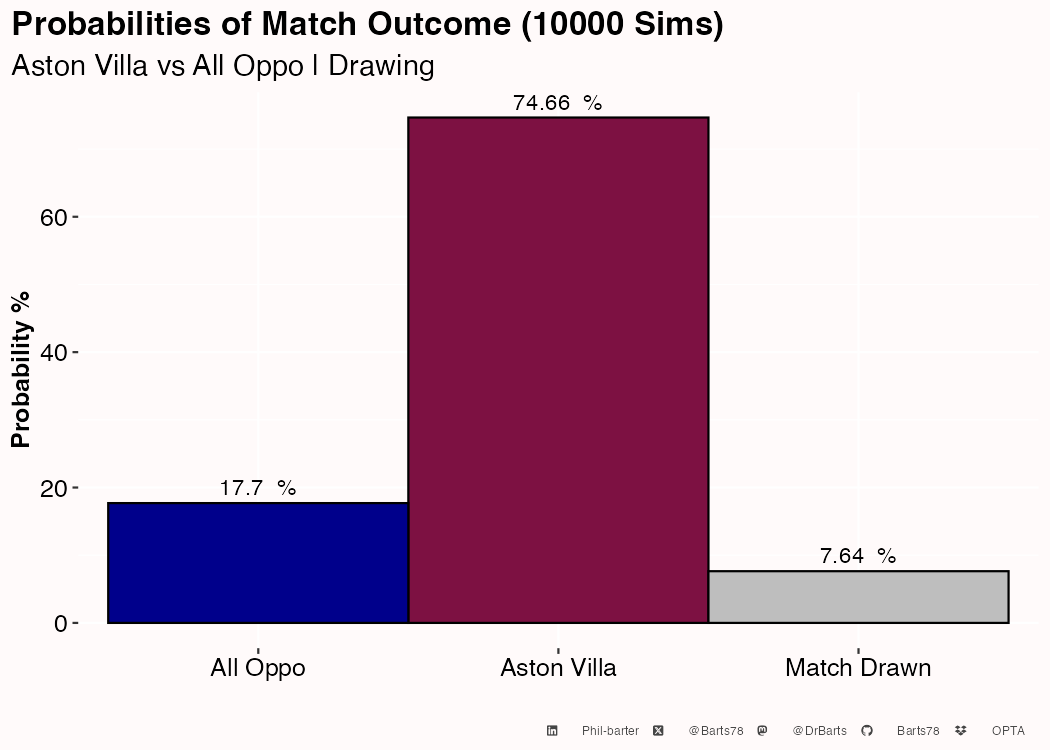 Probabilities of Match Outcome (10000 Sims)
Aston Villa vs All Oppo | Drawing
74.66 %
60
Probability %
40
20
17.7 %
7.64 %
0
All Oppo Aston Villa Match Drawn
Phil-barter @Barts78 @DrBarts Barts78 OPTA